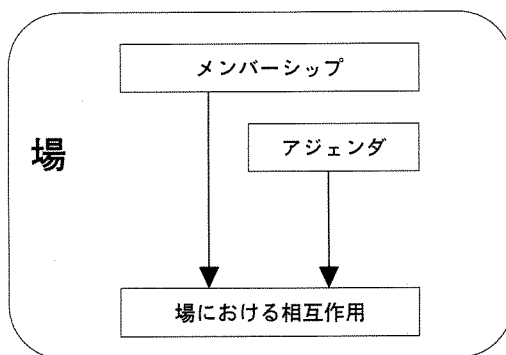 メンバーシップ
場
アジェンダ
場における相互作用